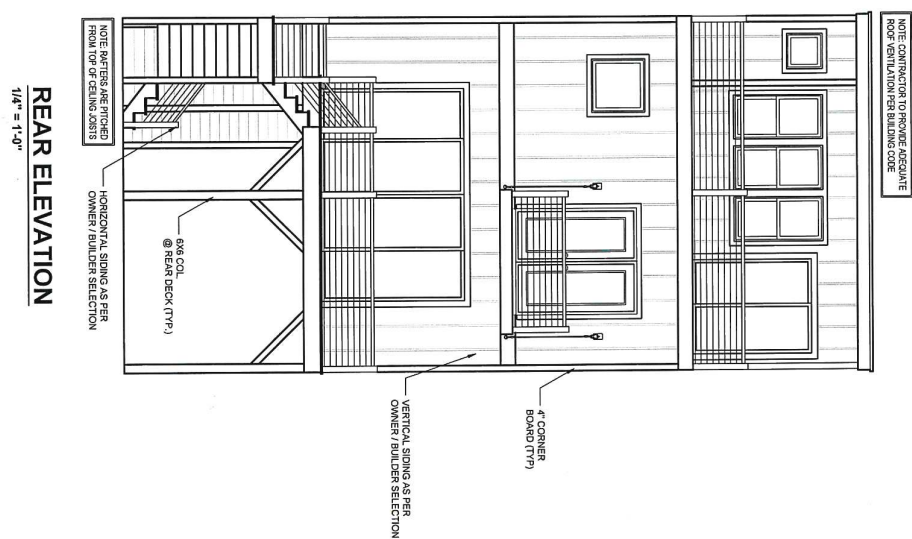 NOTE: CONTRACTOR TO PROVIDE ADEQUATE
ROOF VENTILATION PER BUILDING CODE
4" CORNER
BOARD (TYP)
VERTICAL SIDING AS PER
OWNER / BUILDER SELECTION
6X6 COL
@ REAR DECK (TYP.)
HORIZONTAL SIDING AS PER
OWNER / BUILDER SELECTION
NOTE: RAFTERS ARE PITCHED
FROM TOP OF CEILING JOISTS
REAR ELEVATION
1/4" = 1'-0"